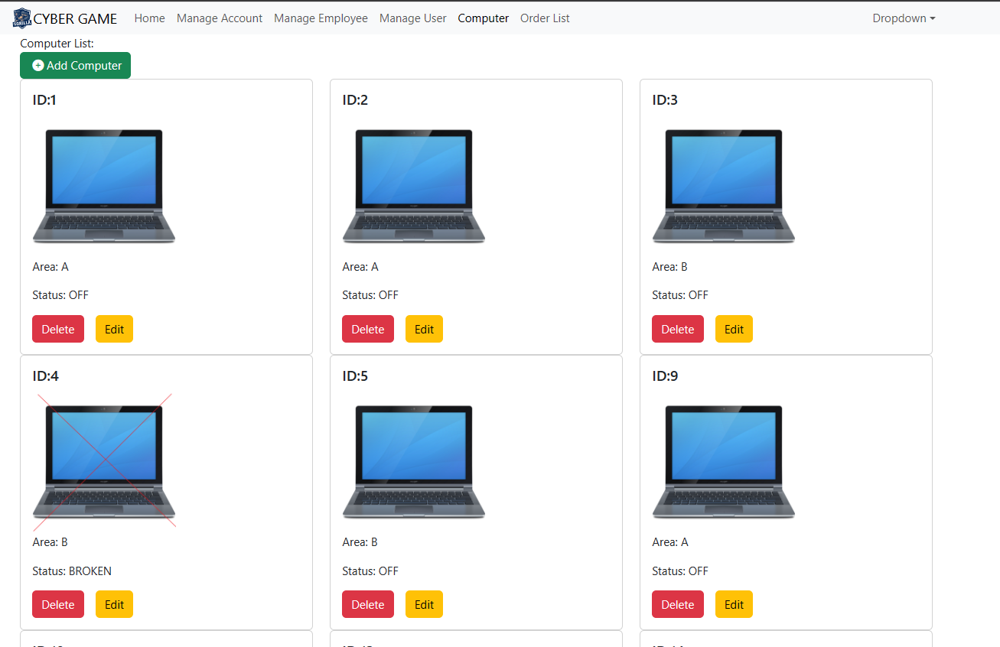 GORILLA
CYBER GAME Home Manage Account Manage Employee Manage User Computer Order List Dropdown
Computer List:
Add Computer
ID:1 ID:2 ID:3
Area: A Area: A Area: B
Status: OFF Status: OFF Status: OFF
Delete Edit Delete Edit Delete Edit
ID:4 ID:5 ID:9
Area: B Area: B Area: A
Status: BROKEN Status: OFF Status: OFF
Delete Edit Delete Edit Delete Edit